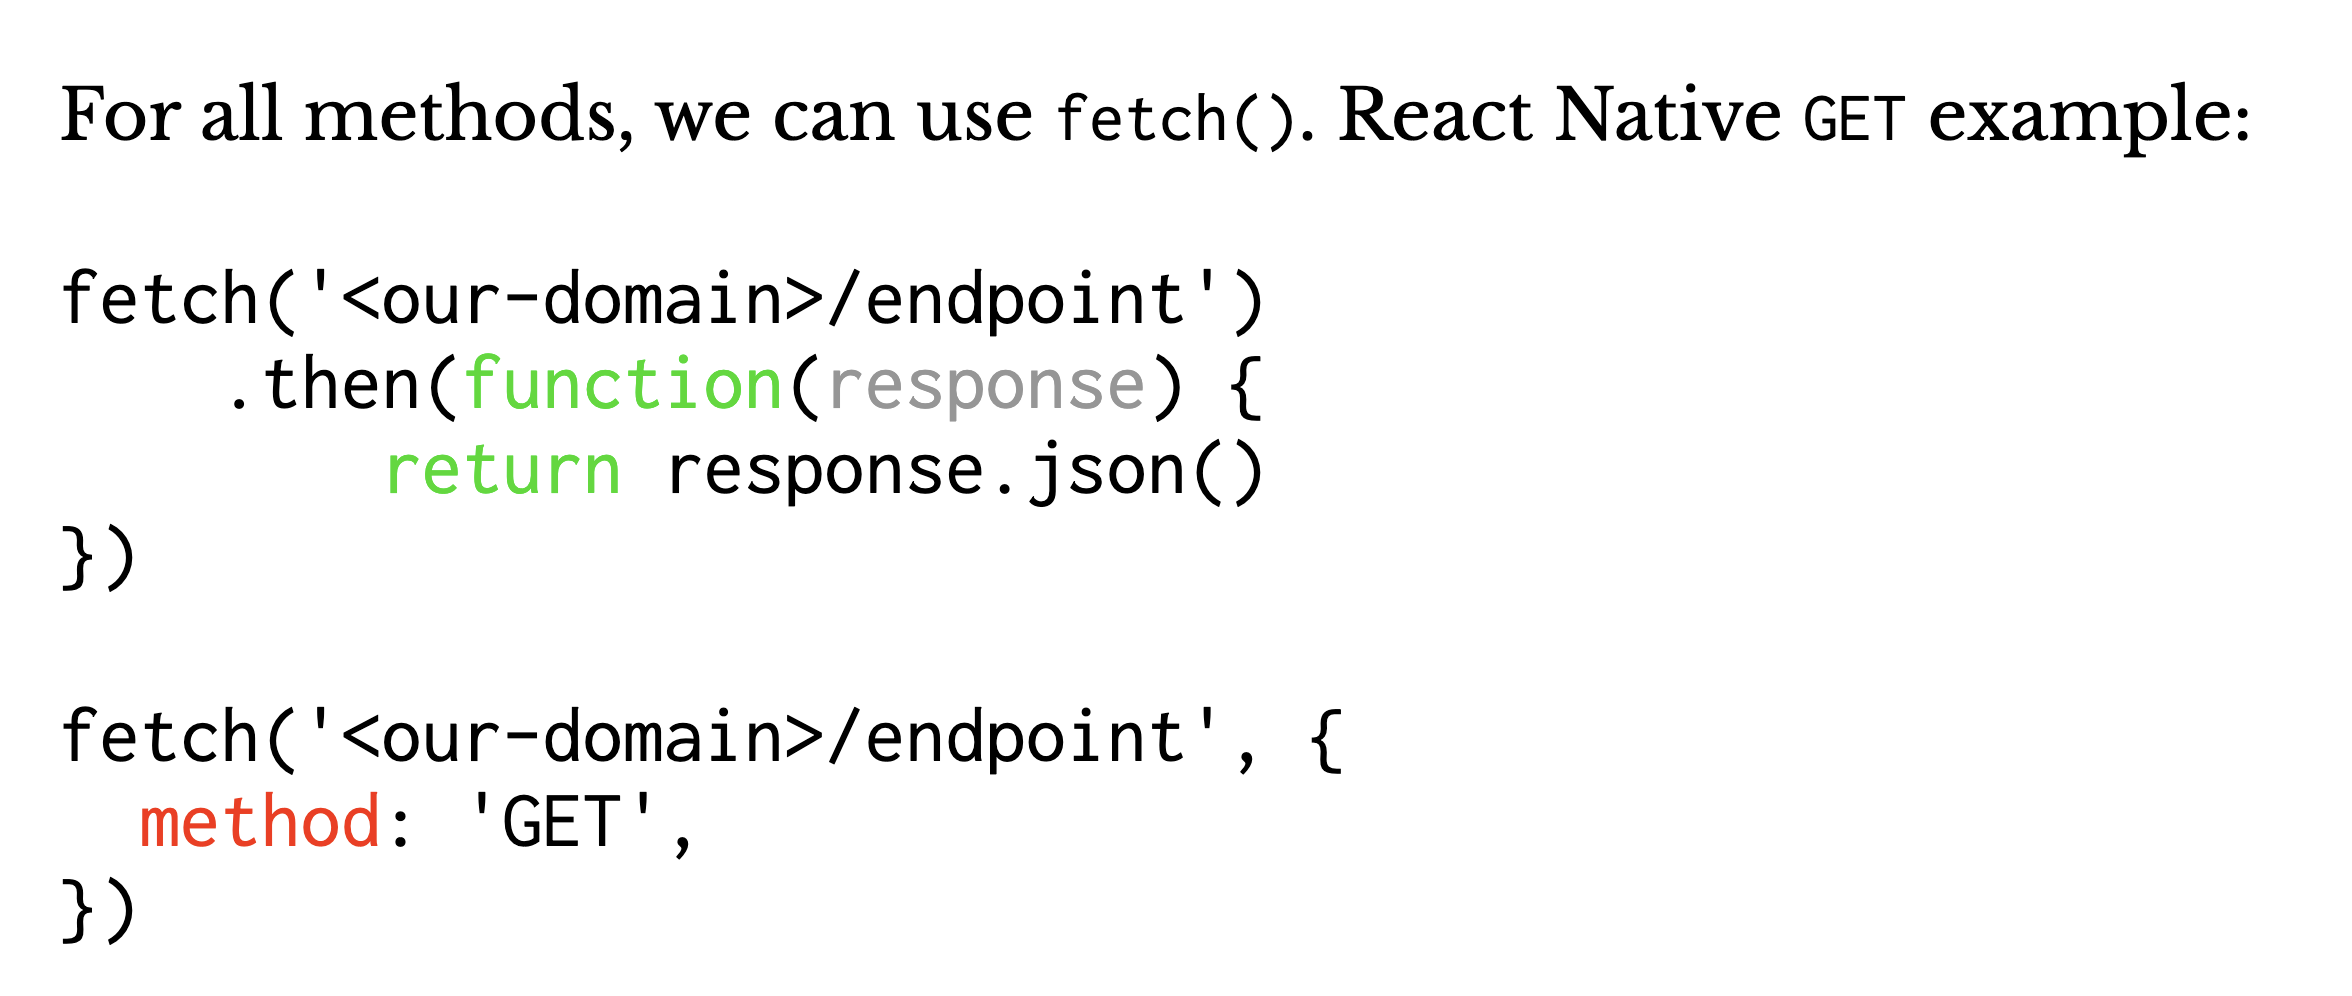 For all methods, we can use fetch(). React Native GET example:
fetch('<our-domain>/endpoint')
.then(function(response) {
return response.json()
})
fetch('<our-domain>/endpoint', {
method: 'GET',
})